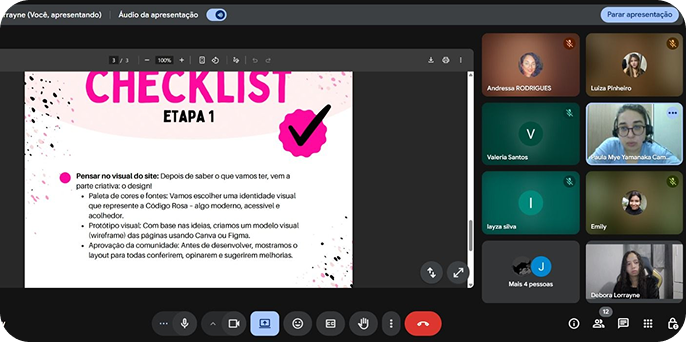 orrayne (Você, apresentando)
Áudio da apresentação
Parar apresentação
3 / 3
100%
CHECKLIST
ETAPA 1
Pensar no visual do site: Depois de saber o que vamos ter, vem a
parte criativa: o design!
Paleta de cores e fontes: Vamos escolher uma identidade visual
que represente a Código Rosa – algo moderno, acessível e
acolhedor.
Protótipo visual: Com base nas ideias, criamos um modelo visual
(wireframe) das páginas usando Canva ou Figma.
Aprovação da comunidade: Antes de desenvolver, mostramos o
layout para todas conferirem, opinarem e sugerirem melhorias.
Andressa RODRIGUES
Luiza Pinheiro
V
Valeria Santos
Paula Mye Yamanaka Cam...
I
layza silva
Emily
J
Mais 4 pessoas
Debora Lorrayne
12